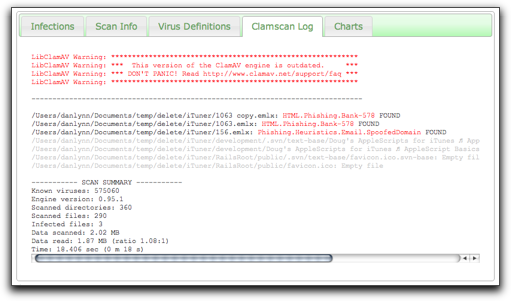 Infections Scan Info Virus Definitions Clamscan Log Charts
LibClamAV Warning: ***********************************************************
LibClamAV Warning: ***  This version of the ClamAV engine is outdated.     ***
LibClamAV Warning: *** DON'T PANIC! Read http://www.clamav.net/support/faq ***
LibClamAV Warning: ***********************************************************
-------------------------------------------------------------------------------
/Users/danlynn/Documents/temp/delete/iTuner/1063 copy.emlx: HTML.Phishing.Bank-578 FOUND
/Users/danlynn/Documents/temp/delete/iTuner/1063.emlx: HTML.Phishing.Bank-578 FOUND
/Users/danlynn/Documents/temp/delete/iTuner/156.emlx: Phishing.Heuristics.Email.SpoofedDomain FOUND
/Users/danlynn/Documents/temp/delete/iTuner/development/.svn/text-base/Doug's AppleScripts for iTunes # App
/Users/danlynn/Documents/temp/delete/iTuner/development/Doug's AppleScripts for iTunes # AppleScript Basics
/Users/danlynn/Documents/temp/delete/iTuner/RailsRoot/public/.svn/text-base/favicon.ico.svn-base: Empty fil
/Users/danlynn/Documents/temp/delete/iTuner/RailsRoot/public/favicon.ico: Empty file
----------- SCAN SUMMARY -----------
Known viruses: 575060
Engine version: 0.95.1
Scanned directories: 360
Scanned files: 290
Infected files: 3
Data scanned: 2.02 MB
Data read: 1.87 MB (ratio 1.08:1)
Time: 18.406 sec (0 m 18 s)